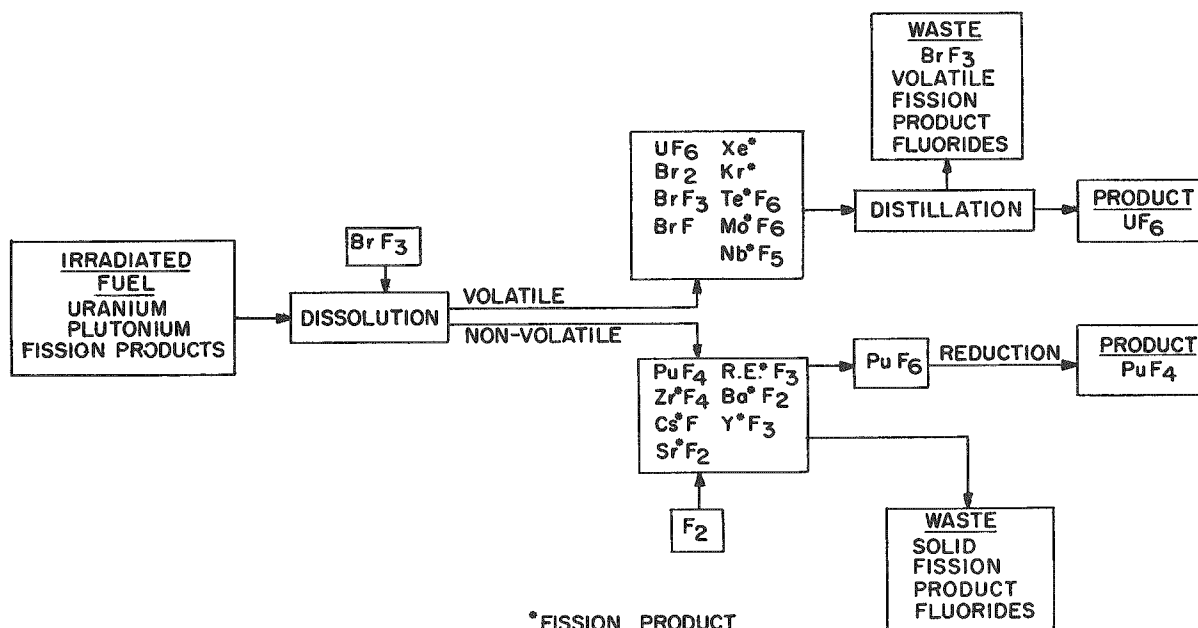 IRRADIATED
FUEL
URANIUM
PLUTONIUM
FISSION PRODUCTS
BrF3
DISSOLUTION
VOLATILE
NON-VOLATILE
UF6 Xe*
Br2 Kr*
BrF3 Te*F6
BrF Mo*F6
Nb*F5
DISTILLATION
WASTE
BrF3
VOLATILE
FISSION
PRODUCT
FLUORIDES
PRODUCT
UF6
PuF4 R.E.*F3
Zr*F4 Ba*F2
Cs*F Y*F3
Sr*F2
F2
PuF6
REDUCTION
PRODUCT
PuF4
WASTE
SOLID
FISSION
PRODUCT
FLUORIDES
*FISSION PRODUCT